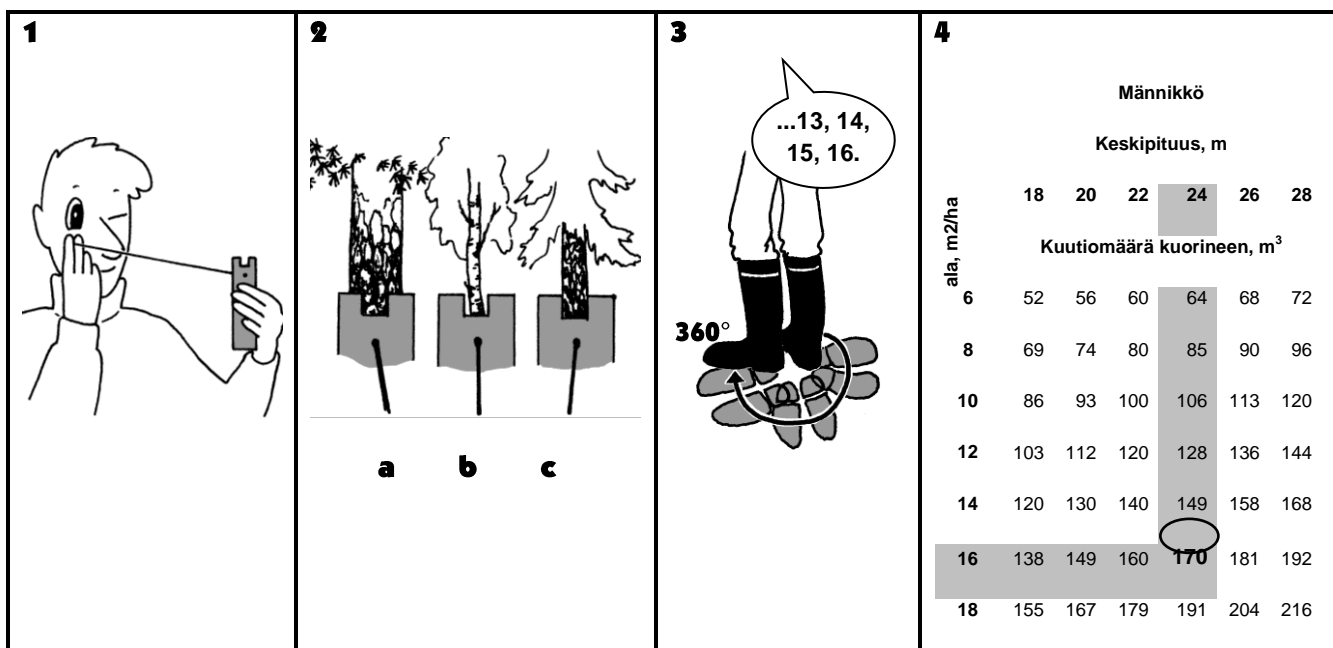 1
2
a b c
3
...13, 14,
15, 16.
360°
4
Männikkö
Keskipituus, m
ala, m2/ha
18 20 22 24 26 28
Kuutiomäärä kuorineen, m³
6 52 56 60 64 68 72
8 69 74 80 85 90 96
10 86 93 100 106 113 120
12 103 112 120 128 136 144
14 120 130 140 149 158 168
16 138 149 160 170 181 192
18 155 167 179 191 204 216